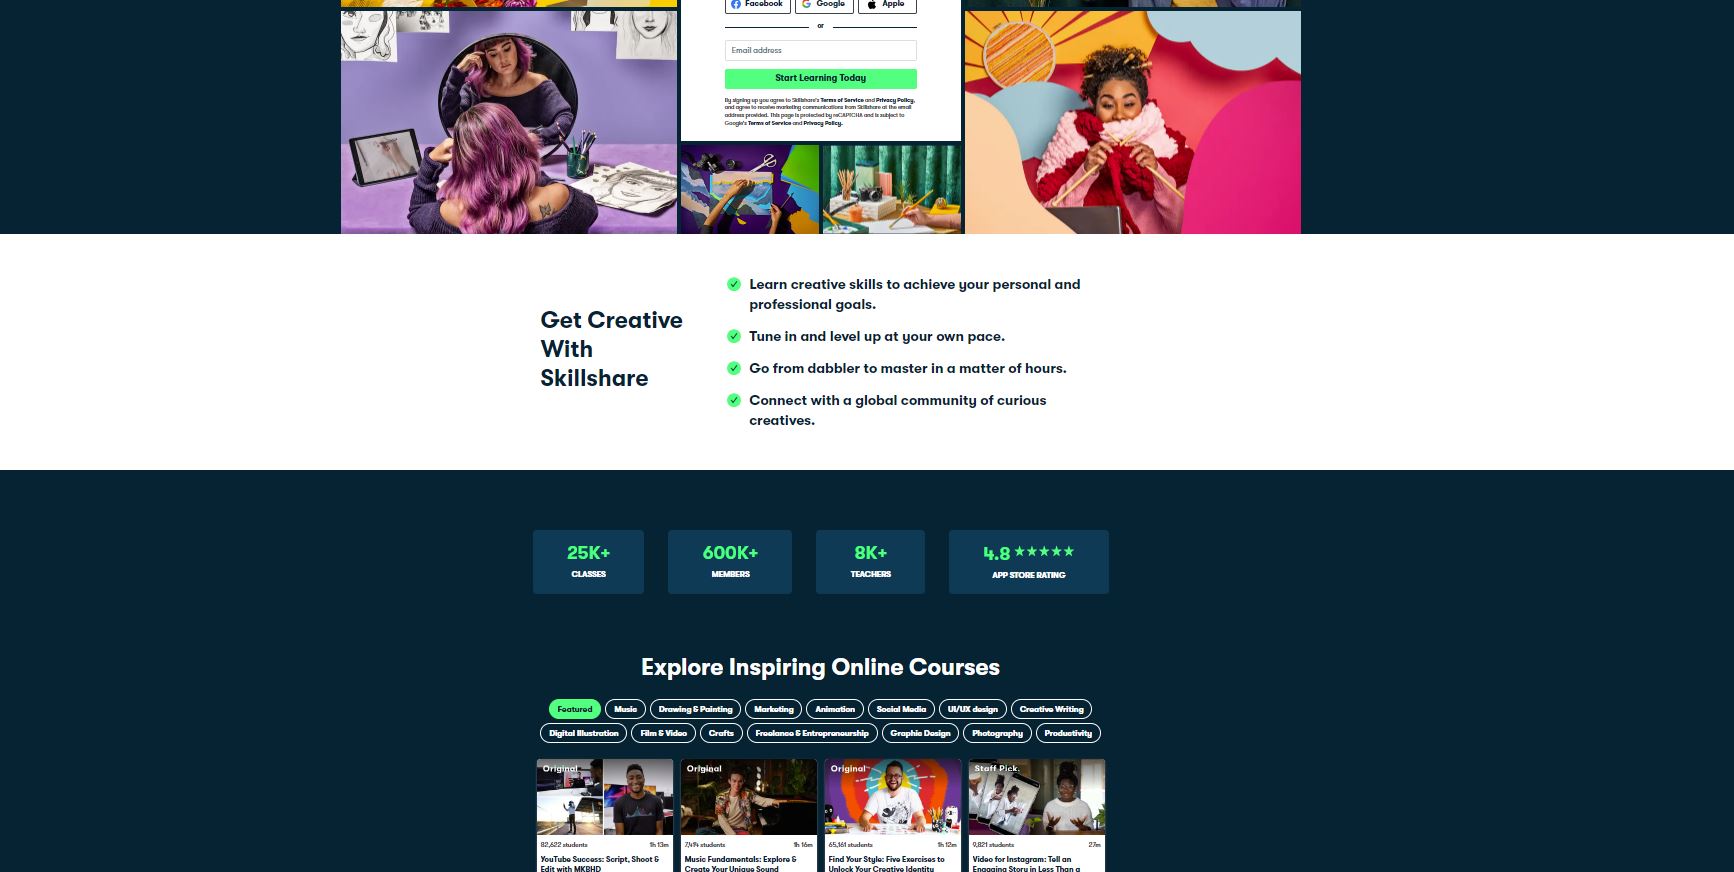 Facebook Google Apple
or
Email address
Start Learning Today
By signing up you agree to Skillshare's Terms of Service and Privacy Policy,
and agree to receive marketing communications from Skillshare at the email
address provided. This page is protected by reCAPTCHA and is subject to
Google's Terms of Service and Privacy Policy.
Get Creative
With
Skillshare
Learn creative skills to achieve your personal and
professional goals.
Tune in and level up at your own pace.
Go from dabbler to master in a matter of hours.
Connect with a global community of curious
creatives.
25K+
CLASSES
600K+
MEMBERS
8K+
TEACHERS
4.8 ★★★★★
APP STORE RATING
Explore Inspiring Online Courses
Featured Music Drawing & Painting Marketing Animation Social Media UI/UX design Creative Writing
Digital Illustration Film & Video Crafts Freelance & Entrepreneurship Graphic Design Photography Productivity
Original
82,622 students 1h 13m
YouTube Success: Script, Shoot &
Edit with MKBHD
Original
7,414 students 1h 16m
Music Fundamentals: Explore &
Create Your Unique Sound
Original
65,161 students 1h 12m
Find Your Style: Five Exercises to
Unlock Your Creative Identity
Staff Pick.
9,821 students 27m
Video for Instagram: Tell an
Engaging Story in Less Than a